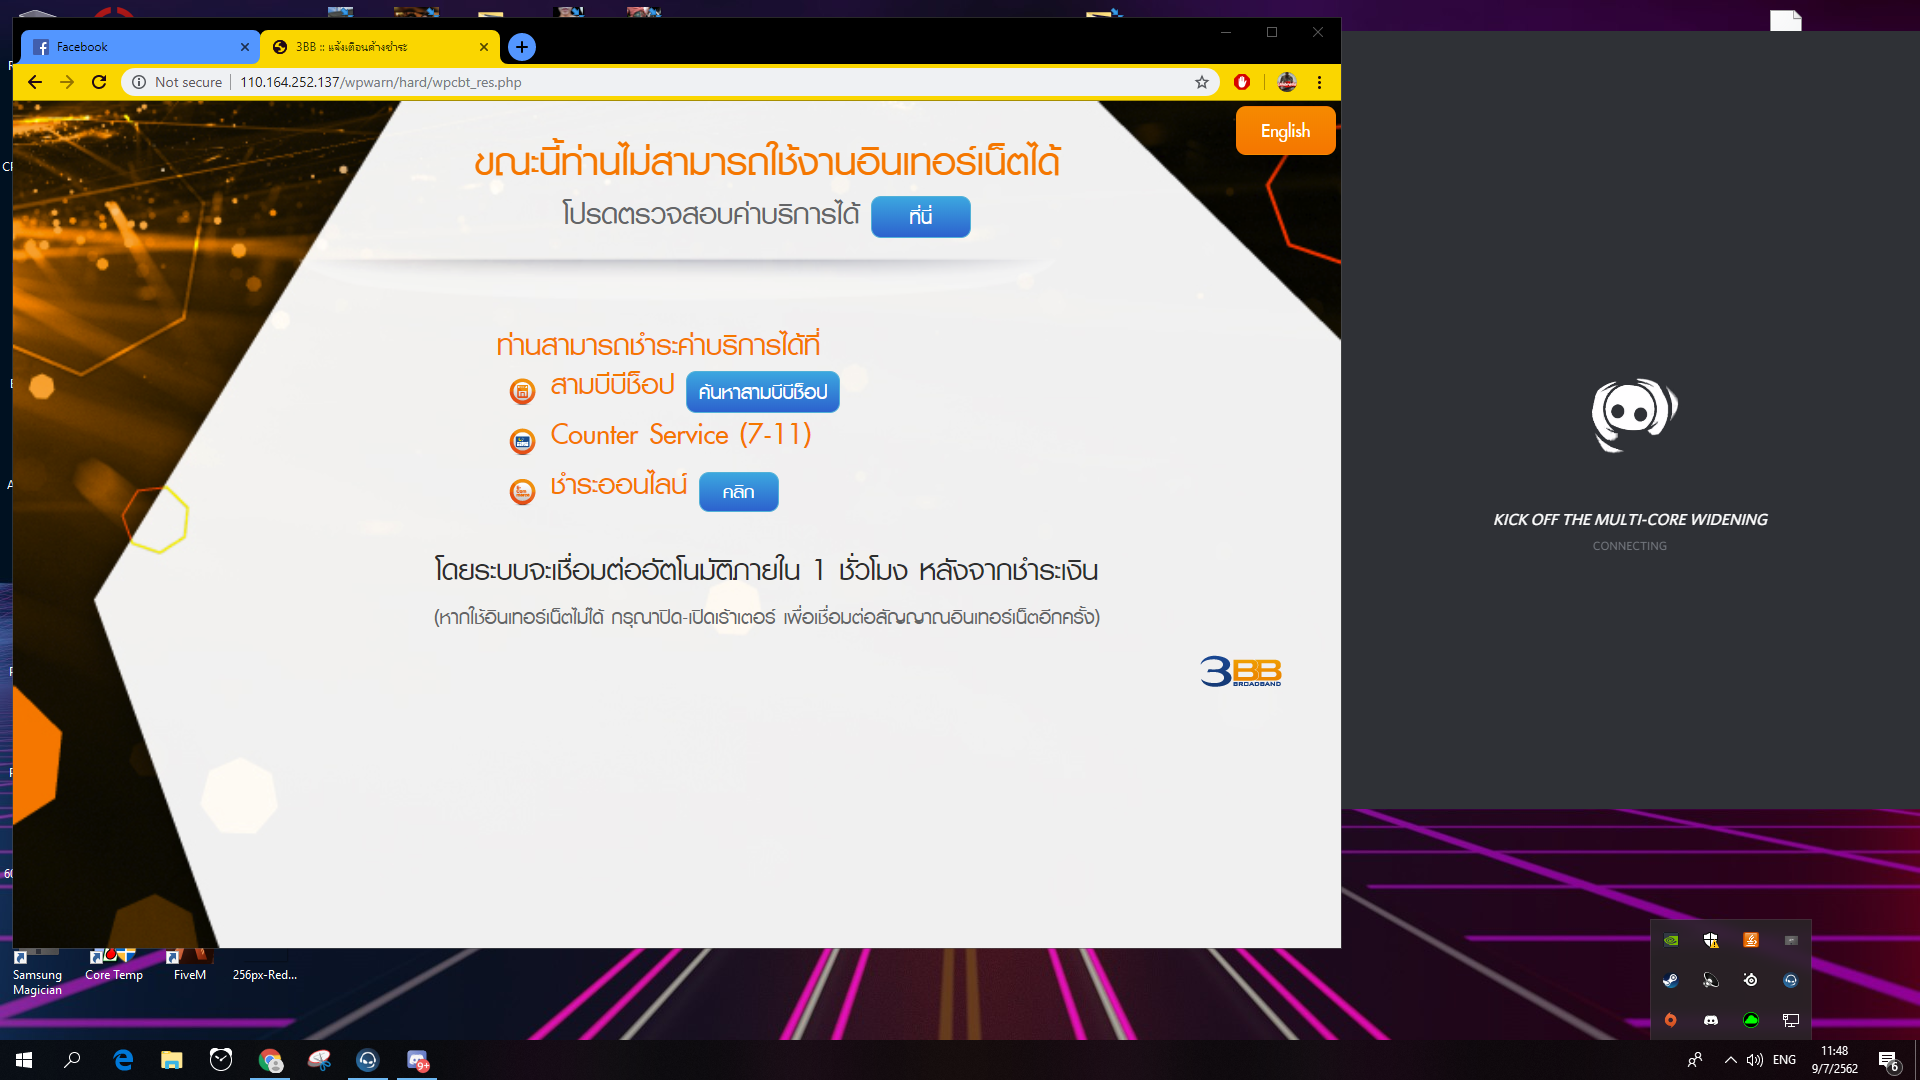 Facebook
3BB :: แจ้งเตือนค้างชำระ
Not secure
110.164.252.137/wpwarn/hard/wpcbt_res.php
English
ขณะนี้ท่านไม่สามารถใช้งานอินเทอร์เน็ตได้
โปรดตรวจสอบค่าบริการได้ ที่นี่
ท่านสามารถชำระค่าบริการได้ที่
สามบีบีช็อป ค้นหาสามบีบีช็อป
Counter Service (7-11)
ชำระออนไลน์ คลิก
โดยระบบจะเชื่อมต่ออัตโนมัติภายใน 1 ชั่วโมง หลังจากชำระเงิน
(หากใช้อินเทอร์เน็ตไม่ได้ กรุณาปิด-เปิดเร้าเตอร์ เพื่อเชื่อมต่อสัญญาณอินเทอร์เน็ตอีกครั้ง)
3BB
BROADBAND
KICK OFF THE MULTI-CORE WIDENING
CONNECTING
Samsung Magician
Core Temp
FiveM
256px-Red...
9+
ENG
11:48
9/7/2562
6